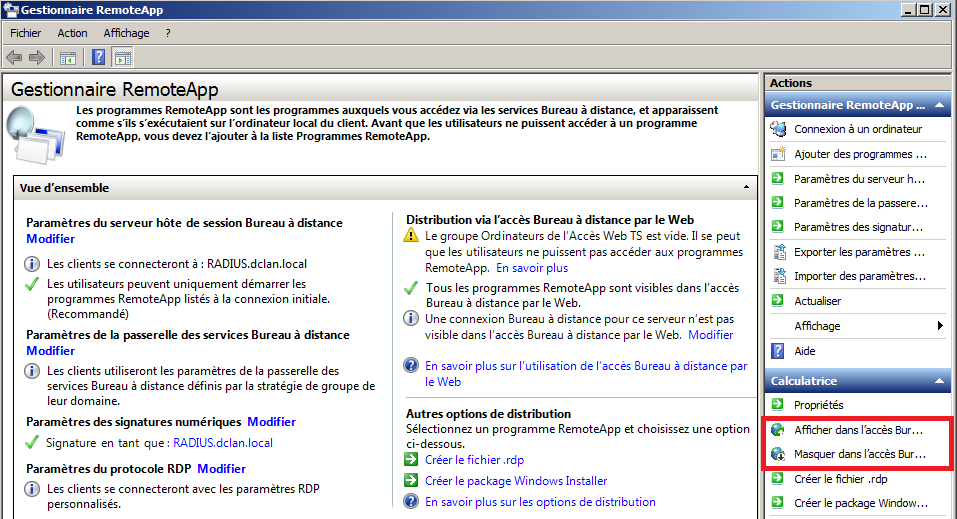 Gestionnaire RemoteApp
Fichier Action Affichage ?
Gestionnaire RemoteApp
Les programmes RemoteApp sont les programmes auxquels vous accédez via les services Bureau à distance, et apparaissent
comme s'ils s'exécutaient sur l'ordinateur local du client. Avant que les utilisateurs ne puissent accéder à un programme
RemoteApp, vous devez l'ajouter à la liste Programmes RemoteApp.
Vue d'ensemble
Paramètres du serveur hôte de session Bureau à distance
Modifier
Les clients se connecteront à : RADIUS.dclan.local
Les utilisateurs peuvent uniquement démarrer les
programmes RemoteApp listés à la connexion initiale.
(Recommandé)
Paramètres de la passerelle des services Bureau à distance
Modifier
Les clients utiliseront les paramètres de la passerelle des
services Bureau à distance définis par la stratégie de groupe de
leur domaine.
Paramètres des signatures numériques Modifier
Signature en tant que : RADIUS.dclan.local
Paramètres du protocole RDP Modifier
Les clients se connecteront avec les paramètres RDP
personnalisés.
Distribution via l'accès Bureau à distance par le Web
Le groupe Ordinateurs de l'Accès Web TS est vide. Il se peut
que les utilisateurs ne puissent pas accéder aux programmes
RemoteApp. En savoir plus
Tous les programmes RemoteApp sont visibles dans l'accès
Bureau à distance par le Web.
Une connexion Bureau à distance pour ce serveur n'est pas
visible dans l'accès Bureau à distance par le Web. Modifier
En savoir plus sur l'utilisation de l'accès Bureau à distance par
le Web
Autres options de distribution
Sélectionnez un programme RemoteApp et choisissez une option
ci-dessous.
Créer le fichier .rdp
Créer le package Windows Installer
En savoir plus sur les options de distribution
Actions
Gestionnaire RemoteApp ...
Connexion à un ordinateur
Ajouter des programmes ...
Paramètres du serveur h...
Paramètres de la passere...
Paramètres des signatur...
Exporter les paramètres ...
Importer des paramètres...
Actualiser
Affichage
Aide
Calculatrice
Propriétés
Afficher dans l'accès Bur...
Masquer dans l'accès Bur...
Créer le fichier .rdp
Créer le package Window...